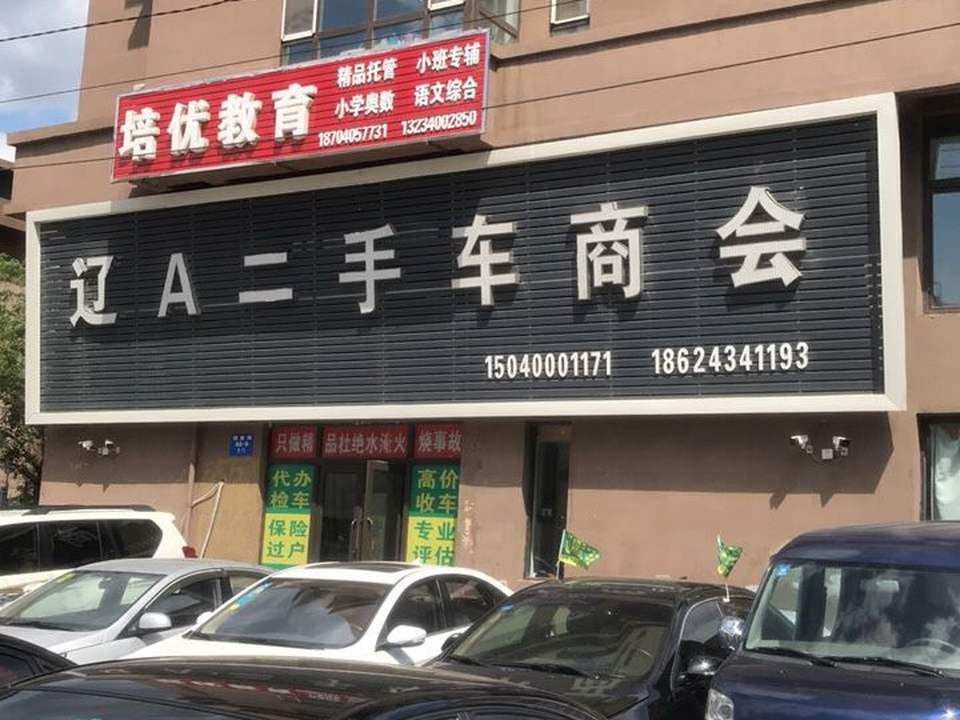 培优教育
精品托管 小班专辅
小学奥数 语文综合
18704057731 13234002850
辽A二手车商会
15040001171 18624341193
只做精品杜绝水淹火烧事故
代办
检车
保险
过户
高价
收车
专业
评估